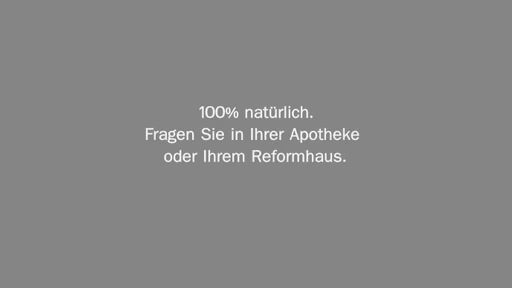 100% natürlich.
Fragen Sie in Ihrer Apotheke
oder Ihrem Reformhaus.